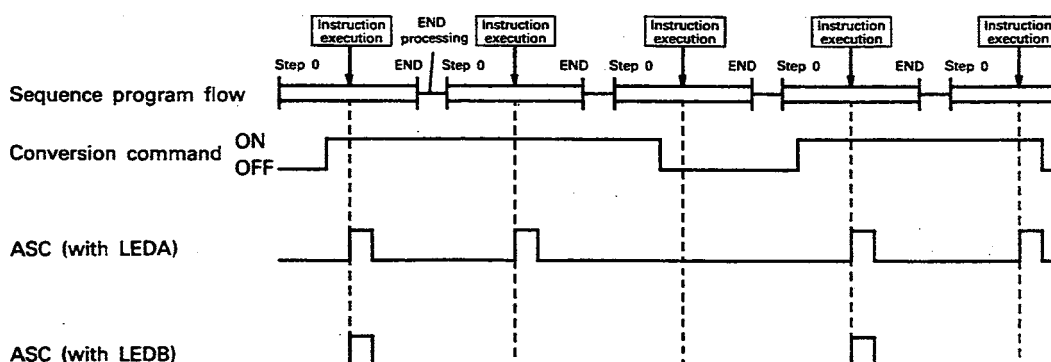 Instruction execution
END processing
Instruction execution
Instruction execution
Instruction execution
Instruction execution
Step 0 END Step 0 END Step 0 END Step 0 END Step 0
Sequence program flow
Conversion command ON
OFF
ASC (with LEDA)
ASC (with LEDB)